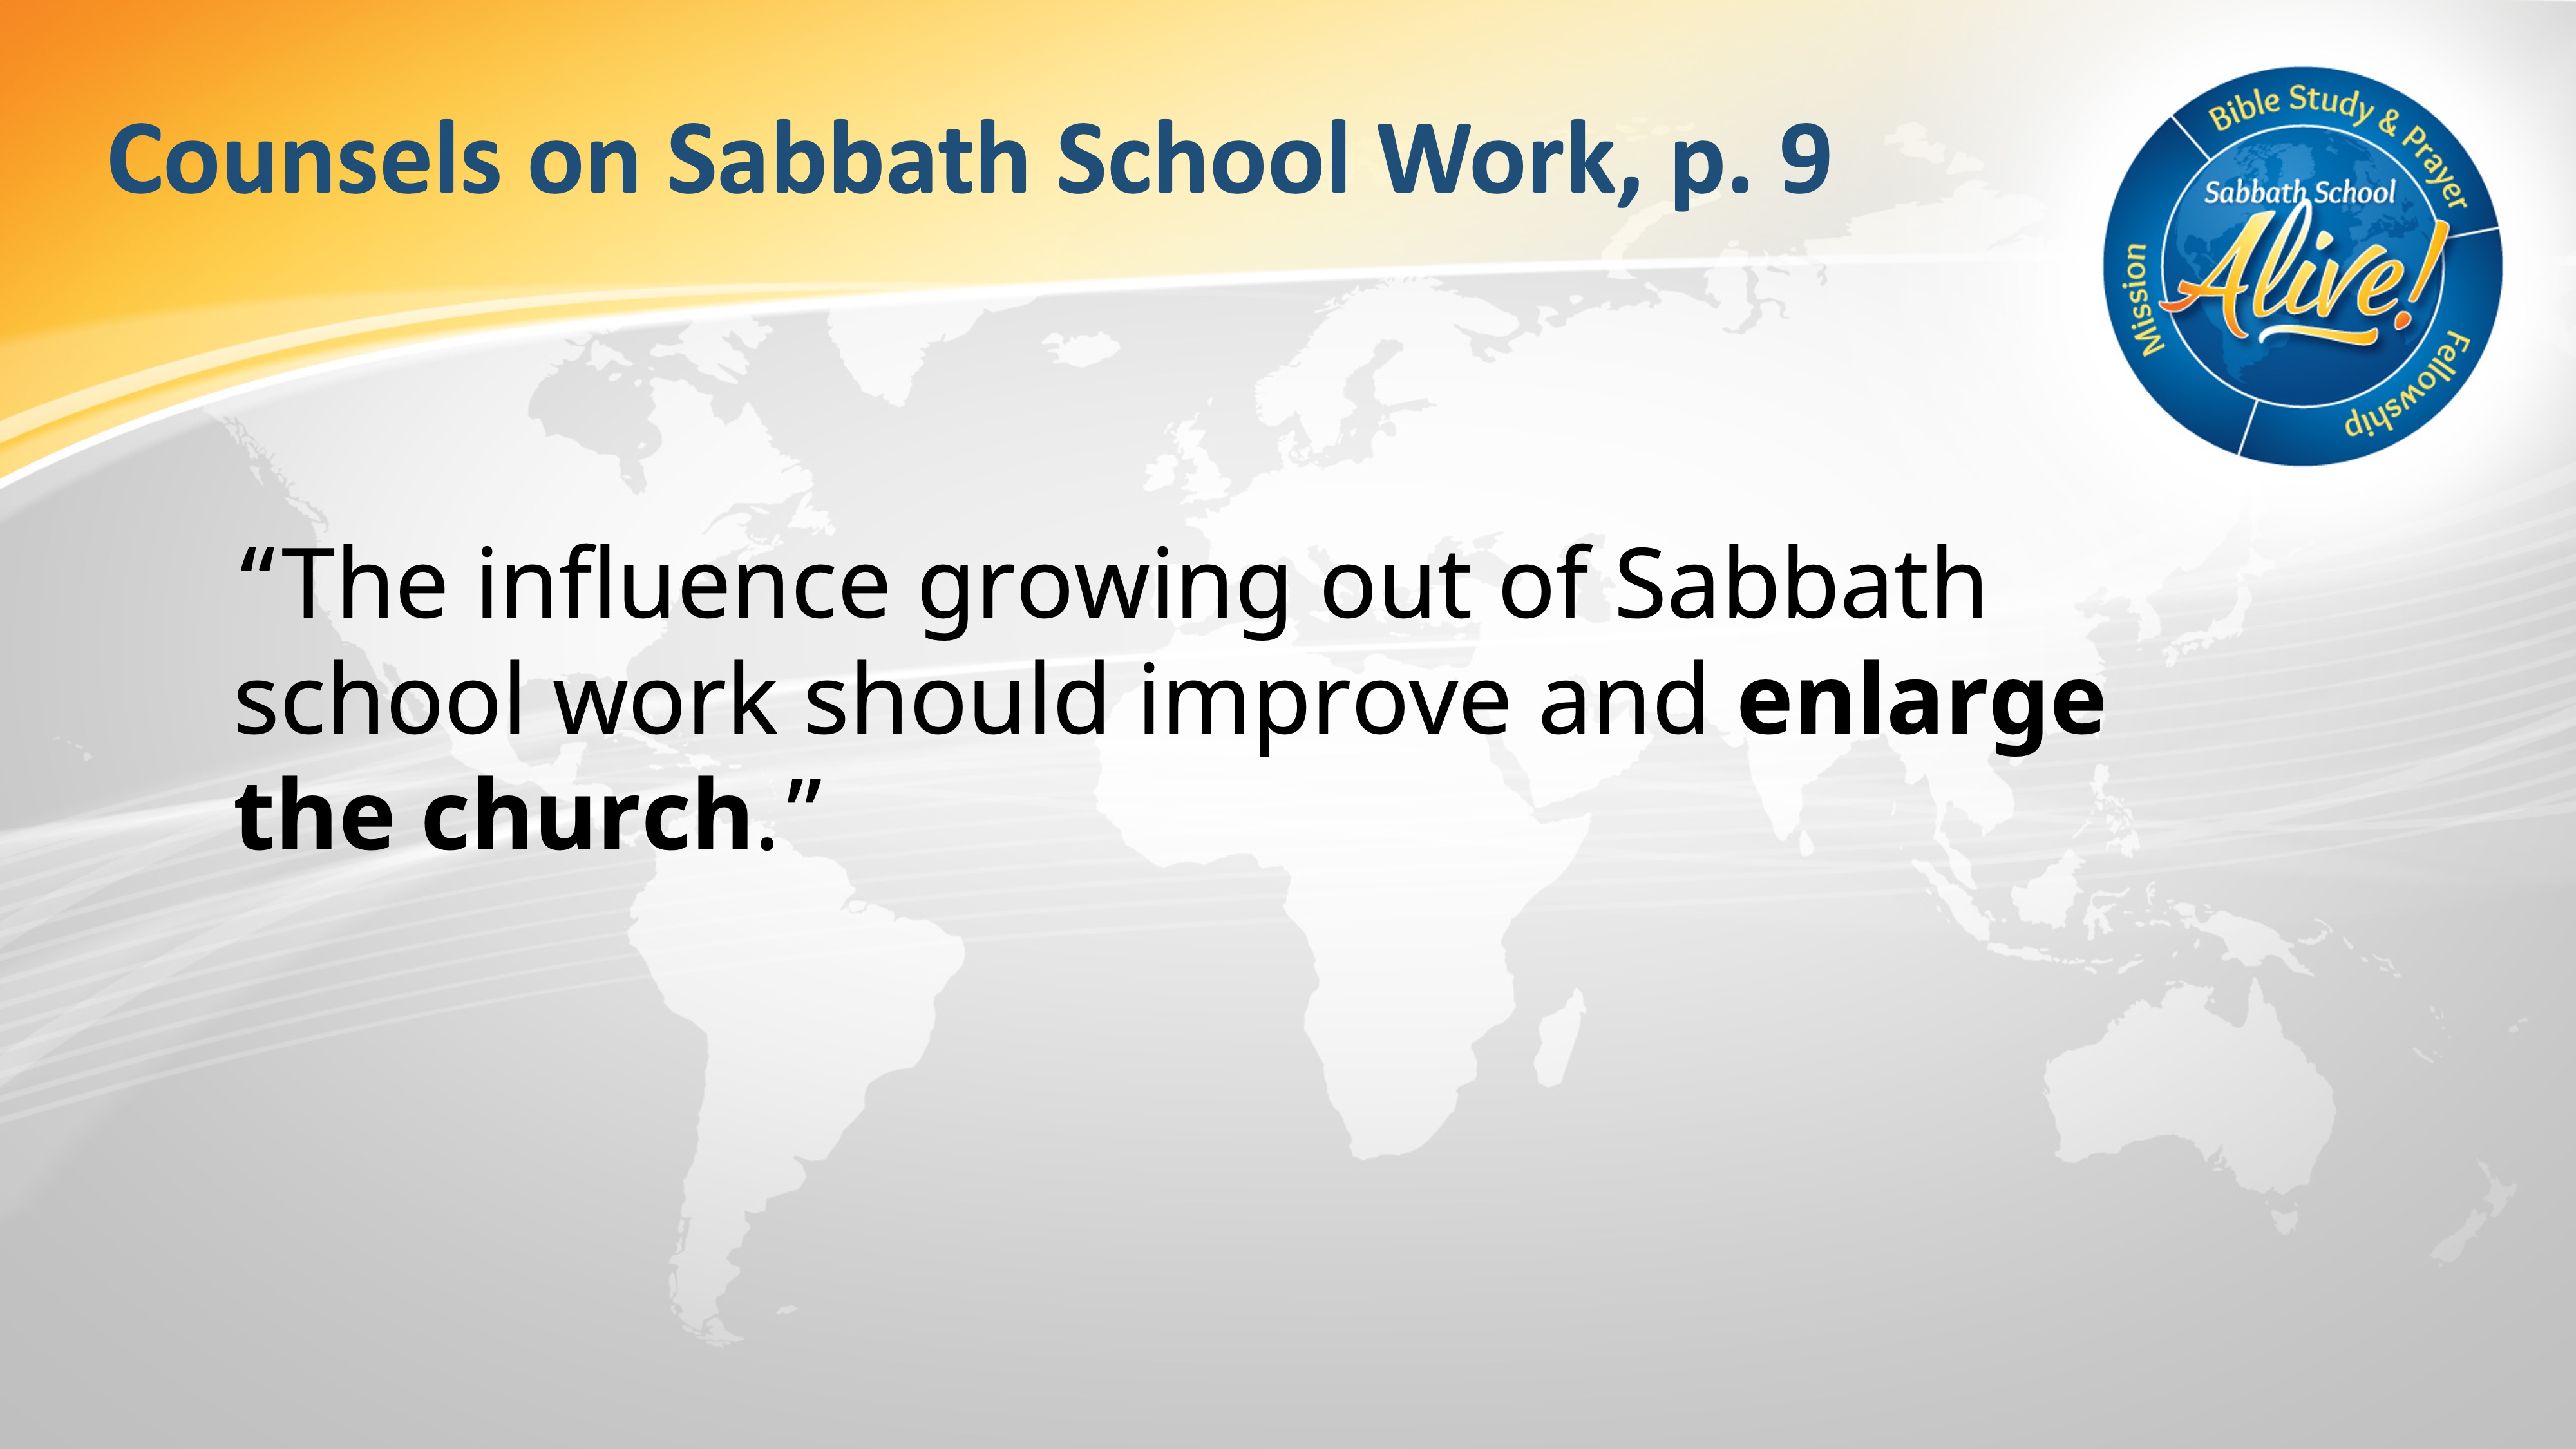 Counsels on Sabbath School Work, p. 9
Bible Study & Prayer
Sabbath School
Alive!
Mission
Fellowship
“The influence growing out of Sabbath
school work should improve and enlarge
the church.”